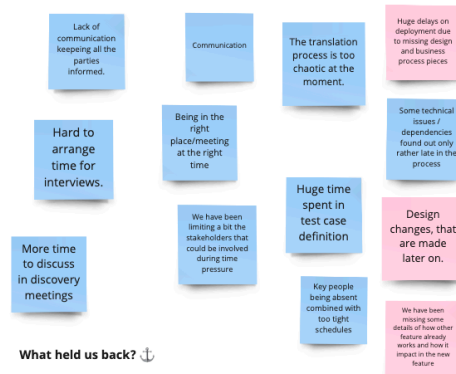 Lack of
communication
keepeing all the
parties
informed.
Communication
The translation
process is too
chaotic at the
moment.
Huge delays on
deployment due
to missing design
and business
process pieces
Hard to
arrange
time for
interviews.
Being in the
right
place/meeting
at the right
time
Some technical
issues /
dependencies
found out only
rather late in the
process
More time
to discuss
in discovery
meetings
We have been
limiting a bit the
stakeholders that
could be involved
during time
pressure
Huge time
spent in
test case
definition
Design
changes, that
are made
later on.
Key people
being absent
combined with
too tight
schedules
We have been
missing some
details of how other
feature already
works and how it
impact in the new
feature
What held us back? ⚓